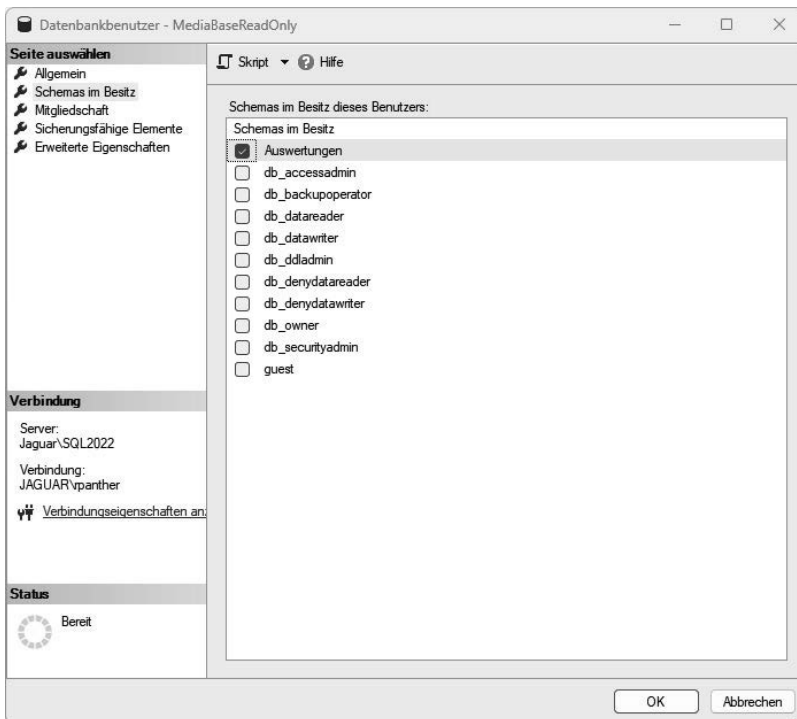 Datenbankbenutzer - MediaBaseReadOnly
Seite auswählen
Allgemein
Schemas im Besitz
Mitgliedschaft
Sicherungsfähige Elemente
Erweiterte Eigenschaften
Skript
Hilfe
Schemas im Besitz dieses Benutzers:
Schemas im Besitz
Auswertungen
db_accessadmin
db_backupoperator
db_datareader
db_datawriter
db_ddladmin
db_denydatareader
db_denydatawriter
db_owner
db_securityadmin
guest
Verbindung
Server:
Jaguar\SQL2022
Verbindung:
JAGUAR\rpanther
Verbindungseigenschaften an
Status
Bereit
OK
Abbrechen